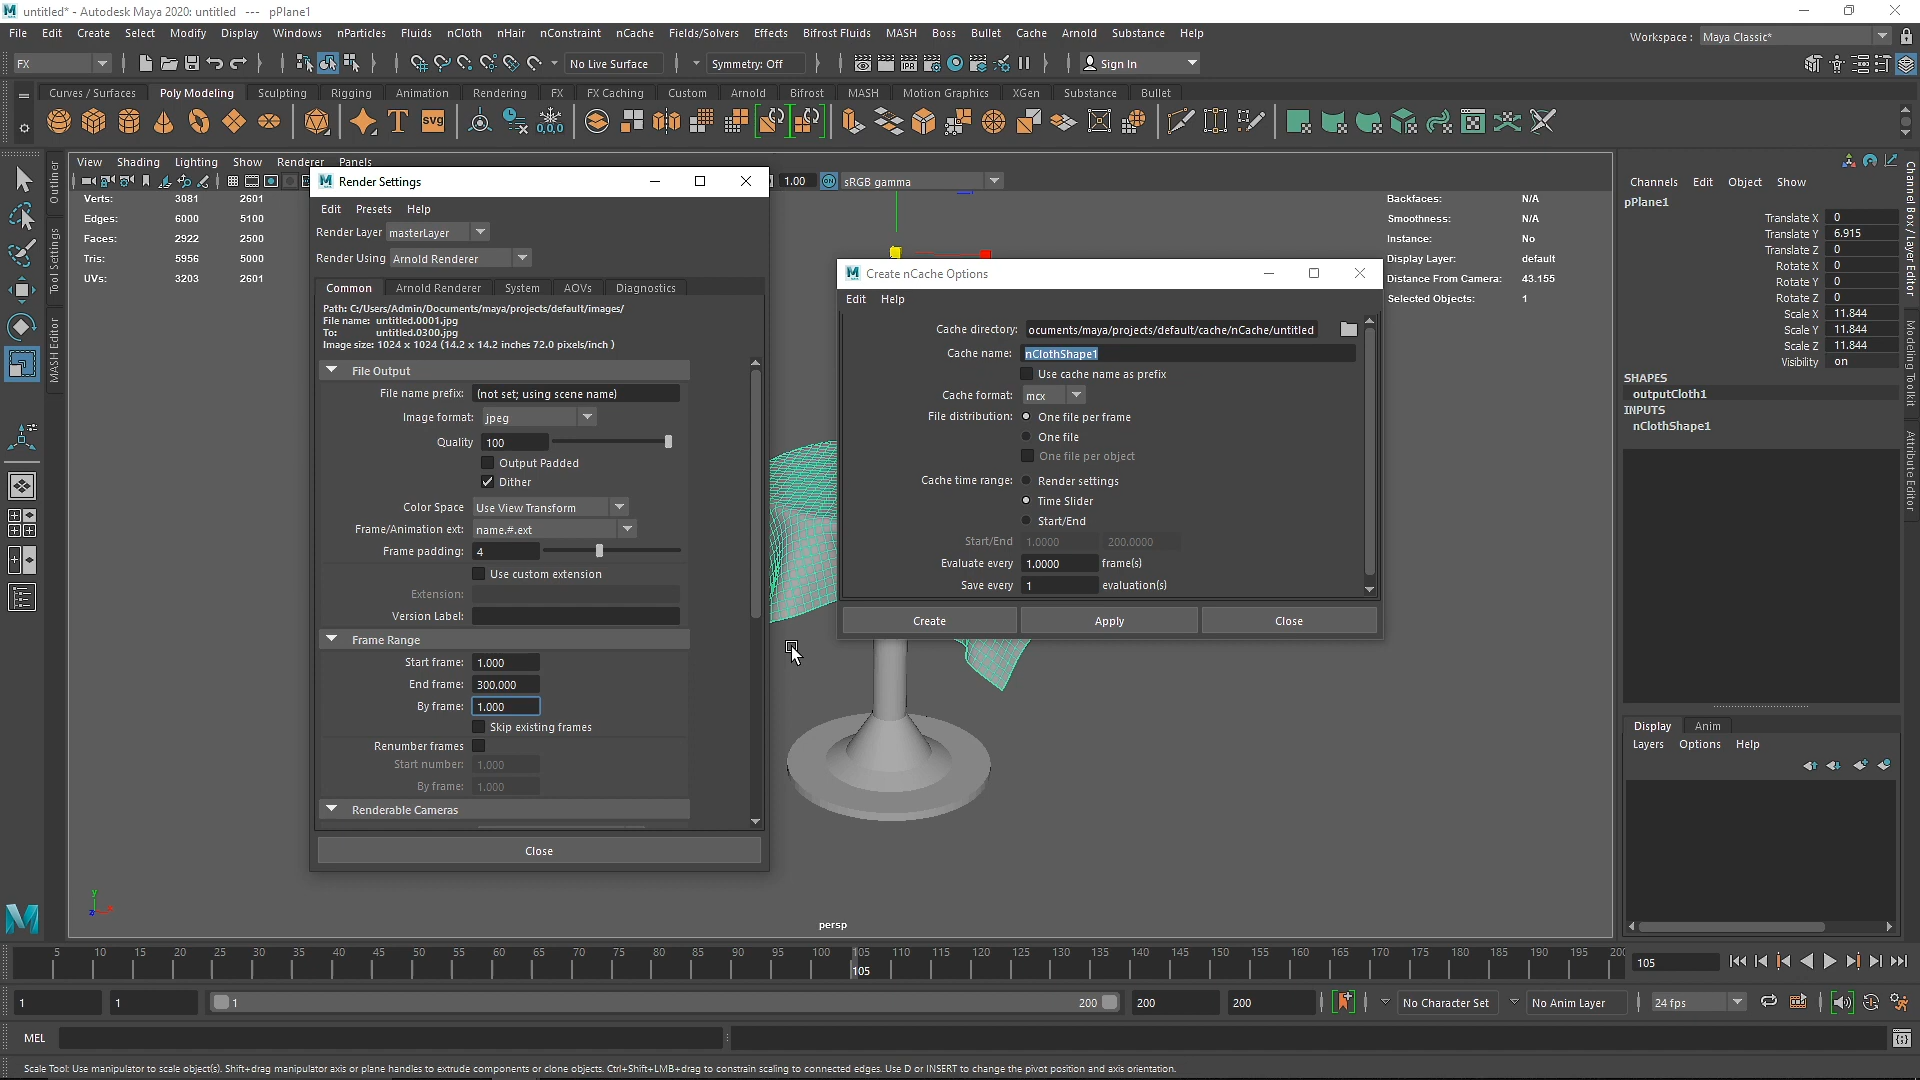 untitled* - Autodesk Maya 2020: untitled --- pPlane1
File Edit Create Select Modify Display Windows nParticles Fluids nCloth nHair nConstraint nCache Fields/Solvers Effects Bifrost Fluids MASH Boss Bullet Cache Arnold Substance Help
Workspace : Maya Classic*
FX No Live Surface Symmetry: Off Sign In
Curves / Surfaces Poly Modeling Sculpting Rigging Animation Rendering FX FX Caching Custom Arnold Bifrost MASH Motion Graphics XGen Substance Bullet
View Shading Lighting Show Renderer Panels
1.00 ON sRGB gamma
Outliner
Tool Settings
MASH Editor
Verts: 3081 2601
Edges: 6000 5100
Faces: 2922 2500
Tris: 5956 5000
UVs: 3203 2601
Render Settings
Edit Presets Help
Render Layer masterLayer
Render Using Arnold Renderer
Common Arnold Renderer System AOVs Diagnostics
Path: C:/Users/Admin/Documents/maya/projects/default/images/
File name: untitled.0001.jpg
To: untitled.0300.jpg
Image size: 1024 x 1024 (14.2 x 14.2 inches 72.0 pixels/inch )
File Output
File name prefix: (not set; using scene name)
Image format: jpeg
Quality 100
Output Padded
Dither
Color Space Use View Transform
Frame/Animation ext: name.#.ext
Frame padding: 4
Use custom extension
Extension:
Version Label:
Frame Range
Start frame: 1.000
End frame: 300.000
By frame: 1.000
Skip existing frames
Renumber frames
Start number: 1.000
By frame: 1.000
Renderable Cameras
Close
Create nCache Options
Edit Help
Cache directory: ocuments/maya/projects/default/cache/nCache/untitled
Cache name: nClothShape1
Use cache name as prefix
Cache format: mcx
File distribution: One file per frame
One file
One file per object
Cache time range: Render settings
Time Slider
Start/End
Start/End 1.0000 200.0000
Evaluate every 1.0000 frame(s)
Save every 1 evaluation(s)
Create Apply Close
Backfaces: N/A
Smoothness: N/A
Instance: No
Display Layer: default
Distance From Camera: 43.155
Selected Objects: 1
persp
Channels Edit Object Show
pPlane1
Translate X 0
Translate Y 6.915
Translate Z 0
Rotate X 0
Rotate Y 0
Rotate Z 0
Scale X 11.844
Scale Y 11.844
Scale Z 11.844
Visibility on
SHAPES
outputCloth1
INPUTS
nClothShape1
Channel Box / Layer Editor
Modeling Toolkit
Attribute Editor
Display Anim
Layers Options Help
5 10 15 20 25 30 35 40 45 50 55 60 65 70 75 80 85 90 95 100 105 110 115 120 125 130 135 140 145 150 155 160 165 170 175 180 185 190 195 200
105
105
1 1 1 200 200 200 No Character Set No Anim Layer 24 fps
MEL
Scale Tool: Use manipulator to scale object(s). Shift+drag manipulator axis or plane handles to extrude components or clone objects. Ctrl+Shift+LMB+drag to constrain scaling to connected edges. Use D or INSERT to change the pivot position and axis orientation.